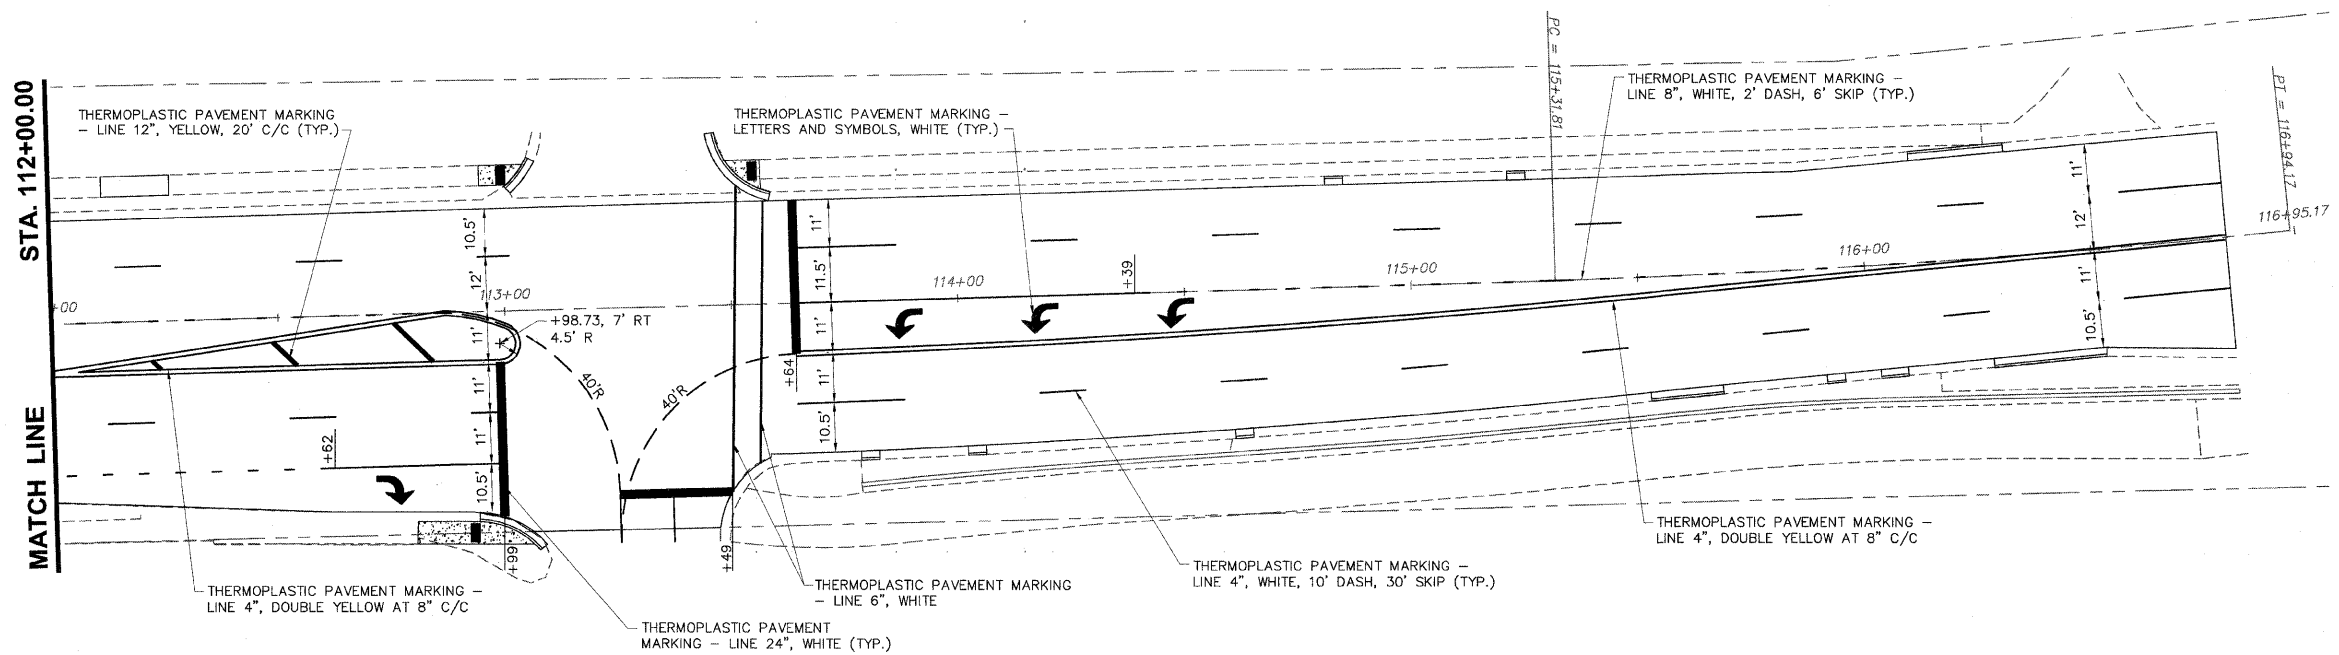 STA. 112+00.00
MATCH LINE
THERMOPLASTIC PAVEMENT MARKING
– LINE 12", YELLOW, 20' C/C (TYP.)
THERMOPLASTIC PAVEMENT MARKING –
LETTERS AND SYMBOLS, WHITE (TYP.)
PC = 115+31.81
THERMOPLASTIC PAVEMENT MARKING –
LINE 8", WHITE, 2' DASH, 6' SKIP (TYP.)
PT = 116+94.17
116+95.17
+00
113+00
114+00
115+00
116+00
10.5'
12'
11'
11'
11'
10.5'
+98.73, 7' RT
4.5' R
40'R
40'R
11'
11.5'
11'
11'
10.5'
+39
+64
+62
+99
+49
11'
12'
11'
10.5'
THERMOPLASTIC PAVEMENT MARKING –
LINE 4", DOUBLE YELLOW AT 8" C/C
THERMOPLASTIC PAVEMENT
MARKING – LINE 24", WHITE (TYP.)
THERMOPLASTIC PAVEMENT MARKING
– LINE 6", WHITE
THERMOPLASTIC PAVEMENT MARKING –
LINE 4", WHITE, 10' DASH, 30' SKIP (TYP.)
THERMOPLASTIC PAVEMENT MARKING –
LINE 4", DOUBLE YELLOW AT 8" C/C